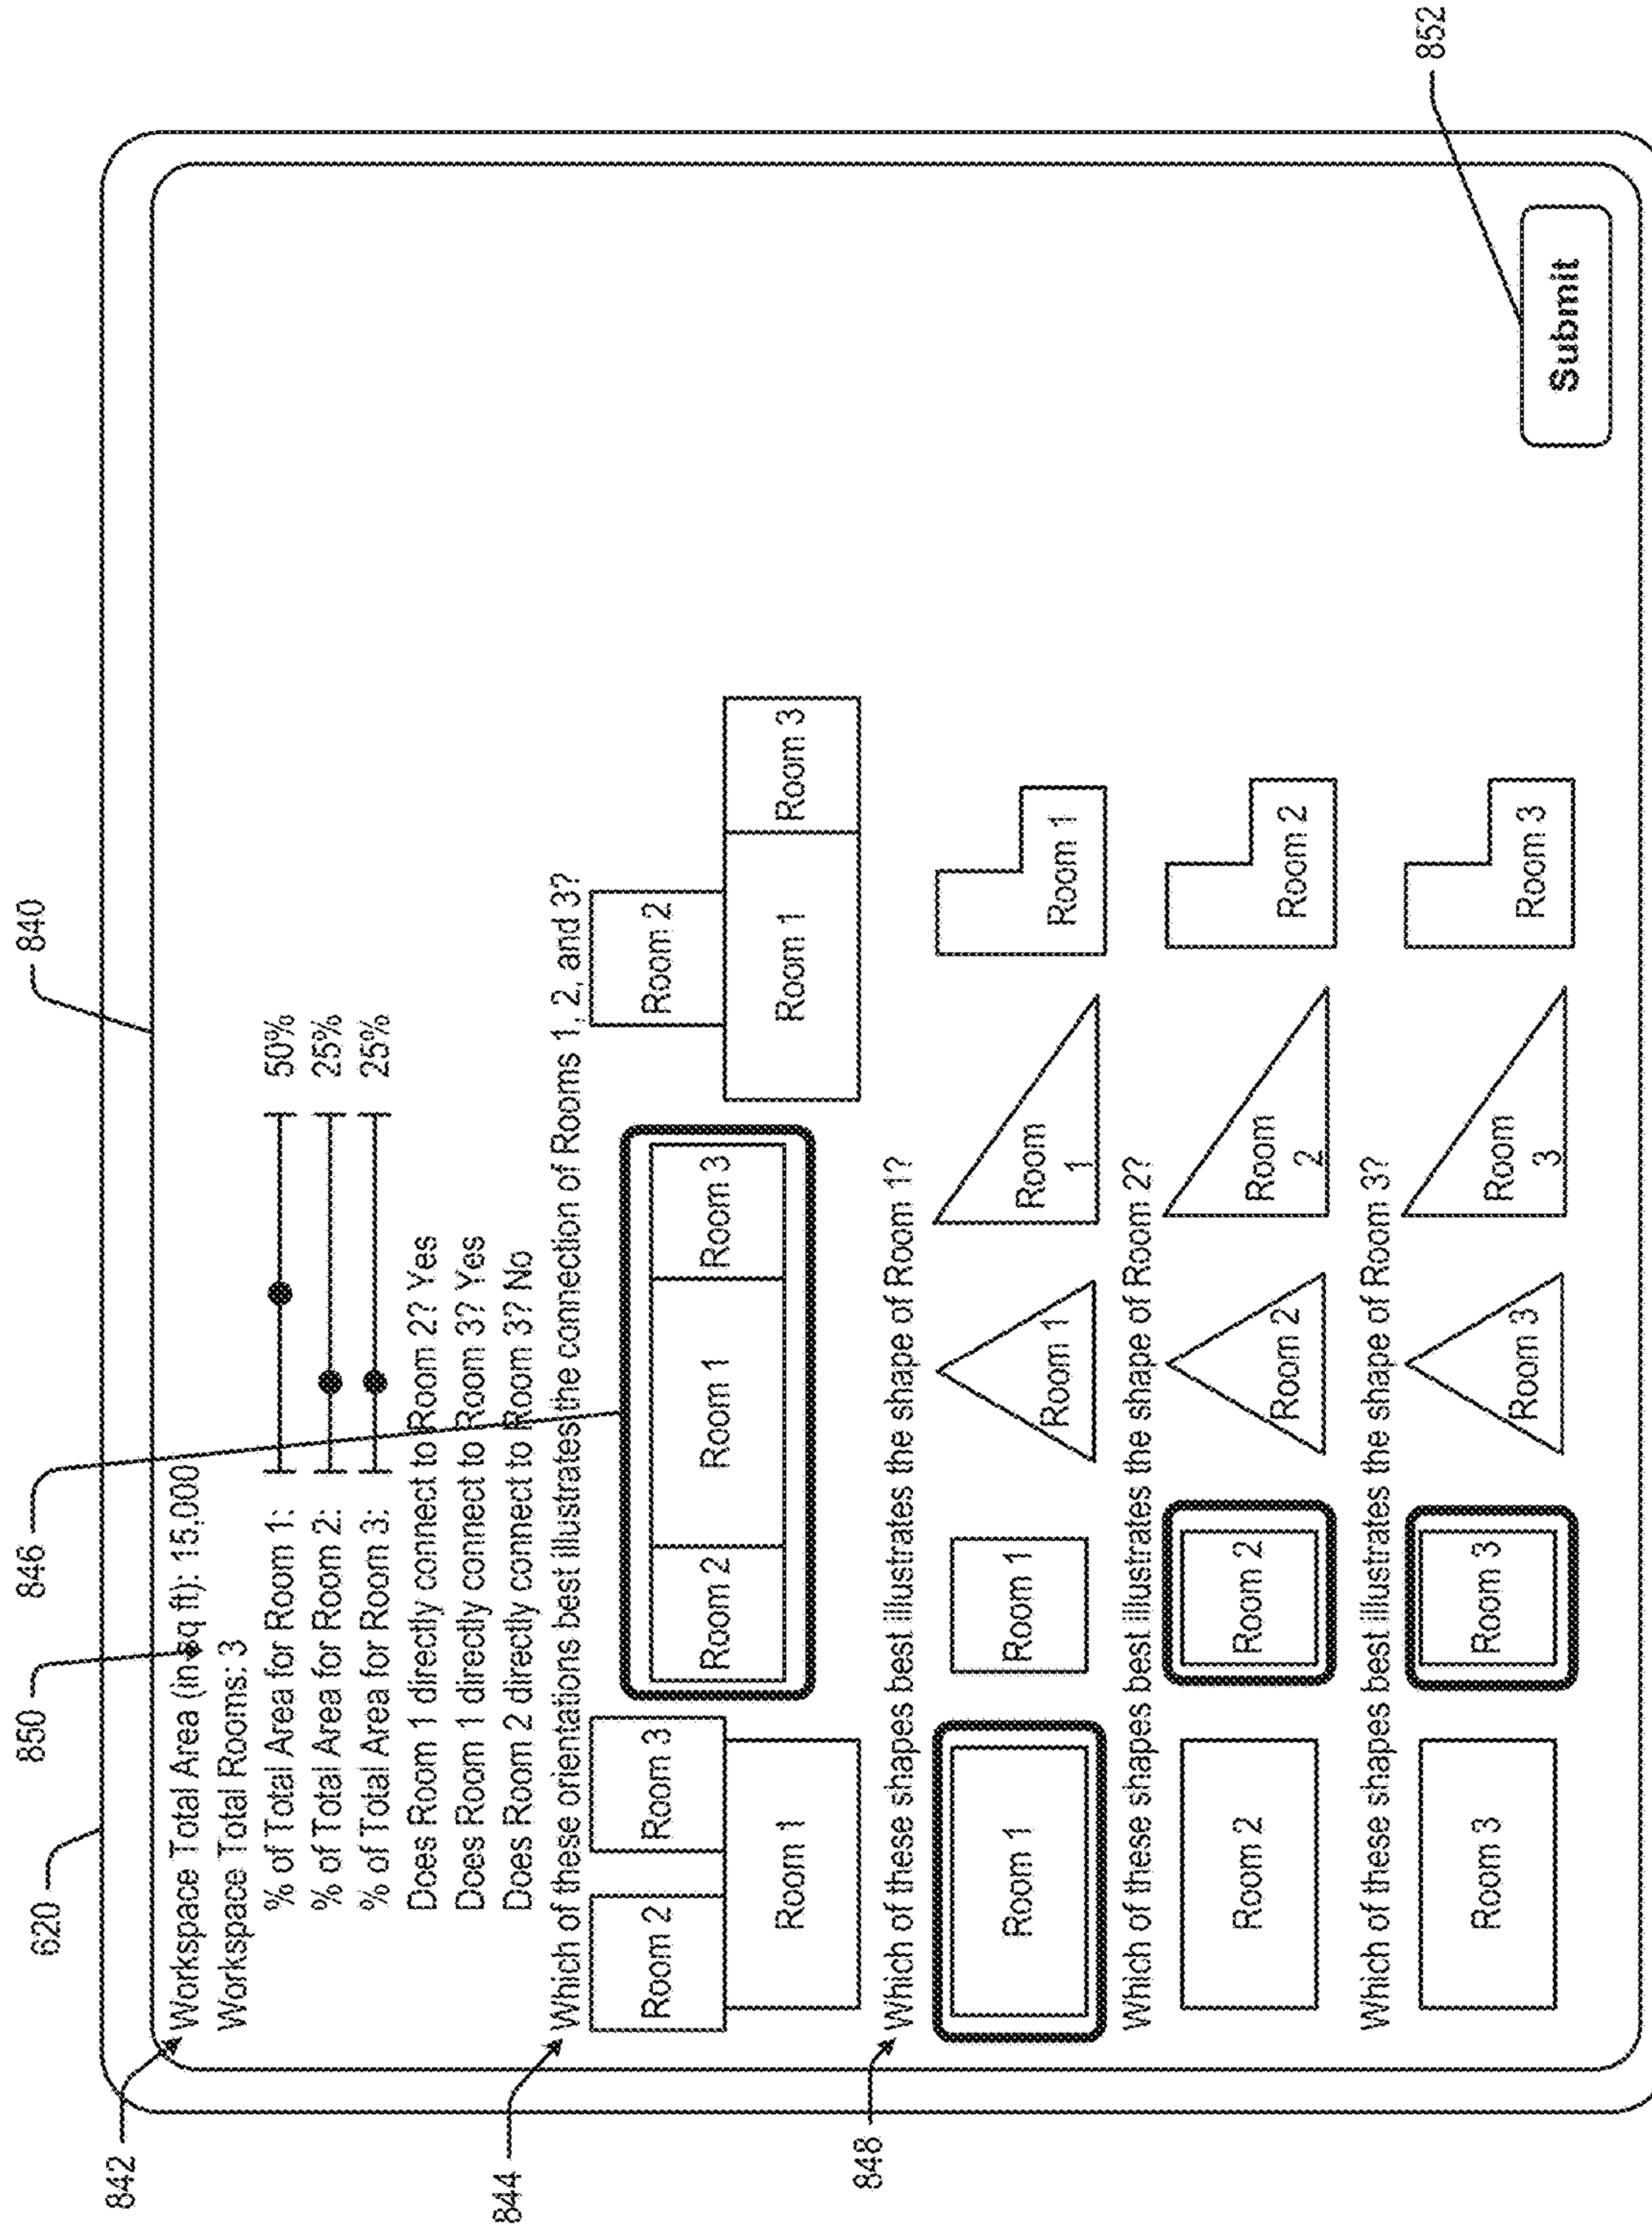 620
850
846
840
842
Workspace Total Area (in sq ft): 15,000
Workspace Total Rooms: 3
% of Total Area for Room 1: 50%
% of Total Area for Room 2: 25%
% of Total Area for Room 3: 25%
Does Room 1 directly connect to Room 2? Yes
Does Room 1 directly connect to Room 3? Yes
Does Room 2 directly connect to Room 3? No
844
Which of these orientations best illustrates the connection of Rooms 1, 2, and 3?
Room 2 Room 3
Room 1
Room 2 Room 1 Room 3
Room 2
Room 1 Room 3
848
Which of these shapes best illustrates the shape of Room 1?
Room 1 Room 1 Room 1 Room
1
Room 1
Which of these shapes best illustrates the shape of Room 2?
Room 2 Room 2 Room 2 Room
2
Room 2
Which of these shapes best illustrates the shape of Room 3?
Room 3 Room 3 Room 3 Room
3
Room 3
Submit
852